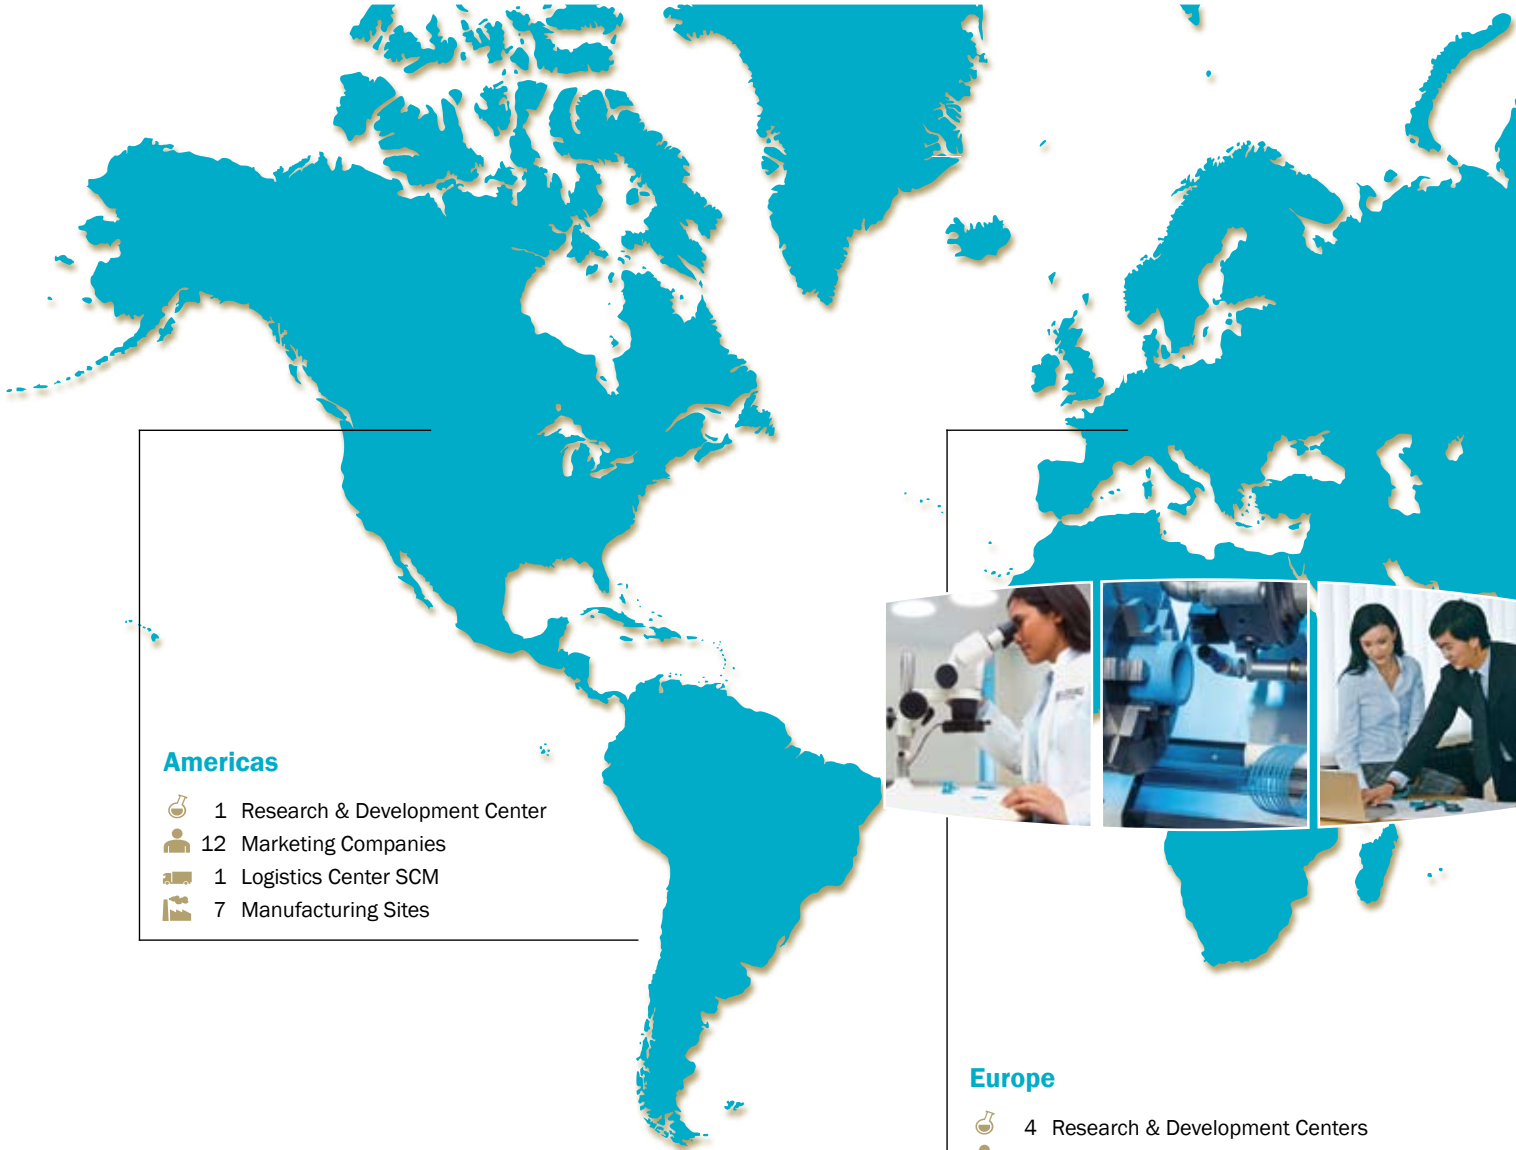 Americas
1 Research & Development Center
12 Marketing Companies
1 Logistics Center SCM
7 Manufacturing Sites
Europe
4 Research & Development Centers